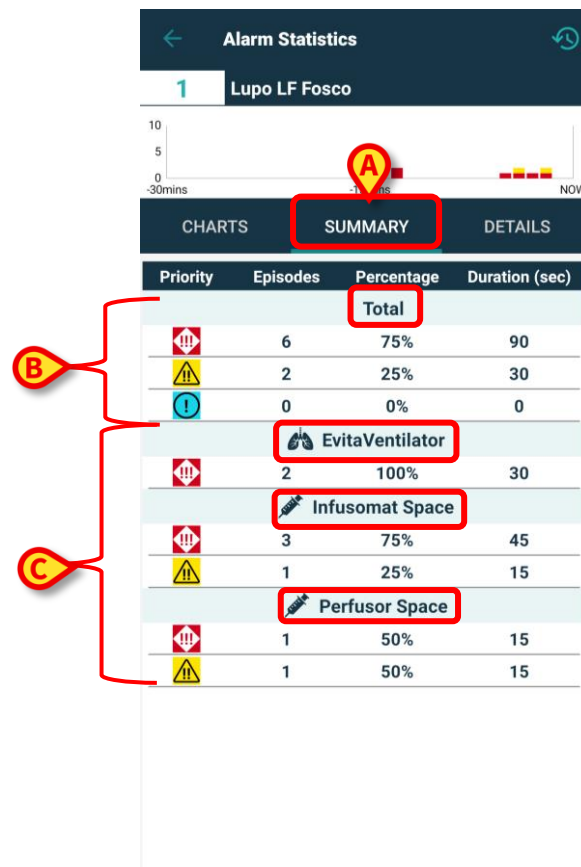 Alarm Statistics
1 Lupo LF Fosco
10
5
0
-30mins NOW
A
CHARTS SUMMARY DETAILS
Priority Episodes Percentage Duration (sec)
Total
B
!!! 6 75% 90
!! 2 25% 30
! 0 0% 0
EvitaVentilator
!!! 2 100% 30
Infusomat Space
!!! 3 75% 45
C
!! 1 25% 15
Perfusor Space
!!! 1 50% 15
!! 1 50% 15